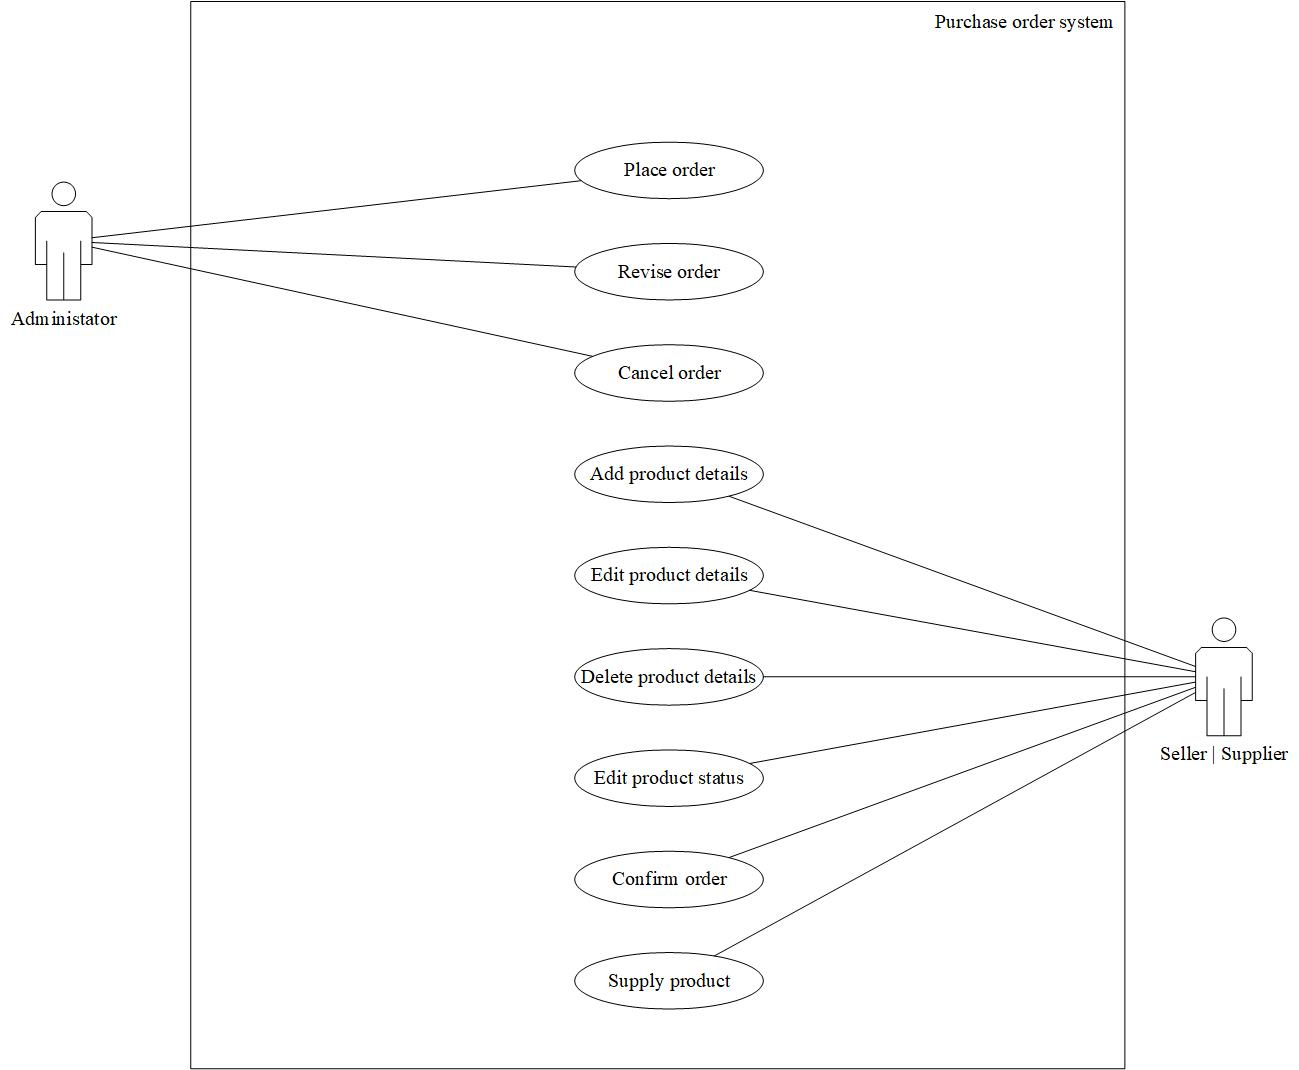 Purchase order system
Place order
Revise order
Administator
Cancel order
Add product details
Edit product details
Delete product details
Seller | Supplier
Edit product status
Confirm order
Supply product